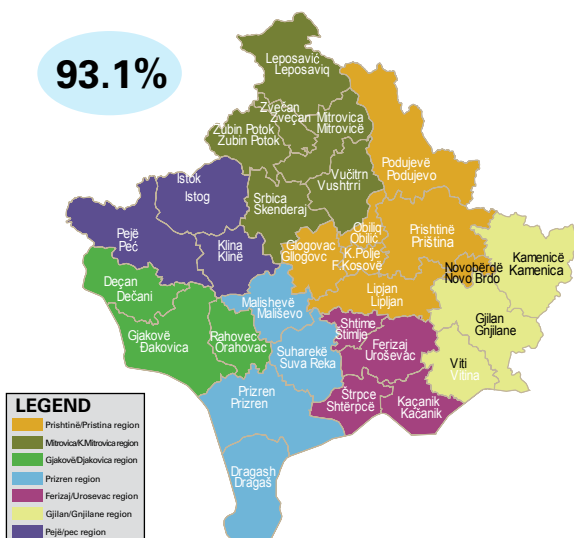 93.1%
Leposavić
Leposaviq
Zvečan
Zveçan
Mitrovica
Mitrovicë
Zubin Potok
Zubin Potok
Podujevë
Podujevo
Istok
Istog
Vučitrn
Vushtrri
Srbica
Skenderaj
Pejë
Peć
Klina
Klinë
Glogovac
Gllogovc
Obiliq
Obilić
K.Polje
F.Kosovë
Prishtinë
Priština
Kamenicë
Kamenica
Novobërdë
Novo Brdo
Deçan
Dečani
Malishevë
Mališevo
Lipjan
Lipljan
Gjilan
Gnjilane
Gjakovë
Đakovica
Rahovec
Orahovac
Shtime
Štimlje
Ferizaj
Uroševac
Suharekë
Suva Reka
Viti
Vitina
Prizren
Prizren
Štrpce
Shtërpcë
Kaçanik
Kačanik
Dragash
Dragaš
LEGEND
Prishtinë/Pristina region
Mitrovica/K.Mitrovica region
Gjakovë/Djakovica region
Prizren region
Ferizaj/Urosevac region
Gjilan/Gnjilane region
Pejë/pec region